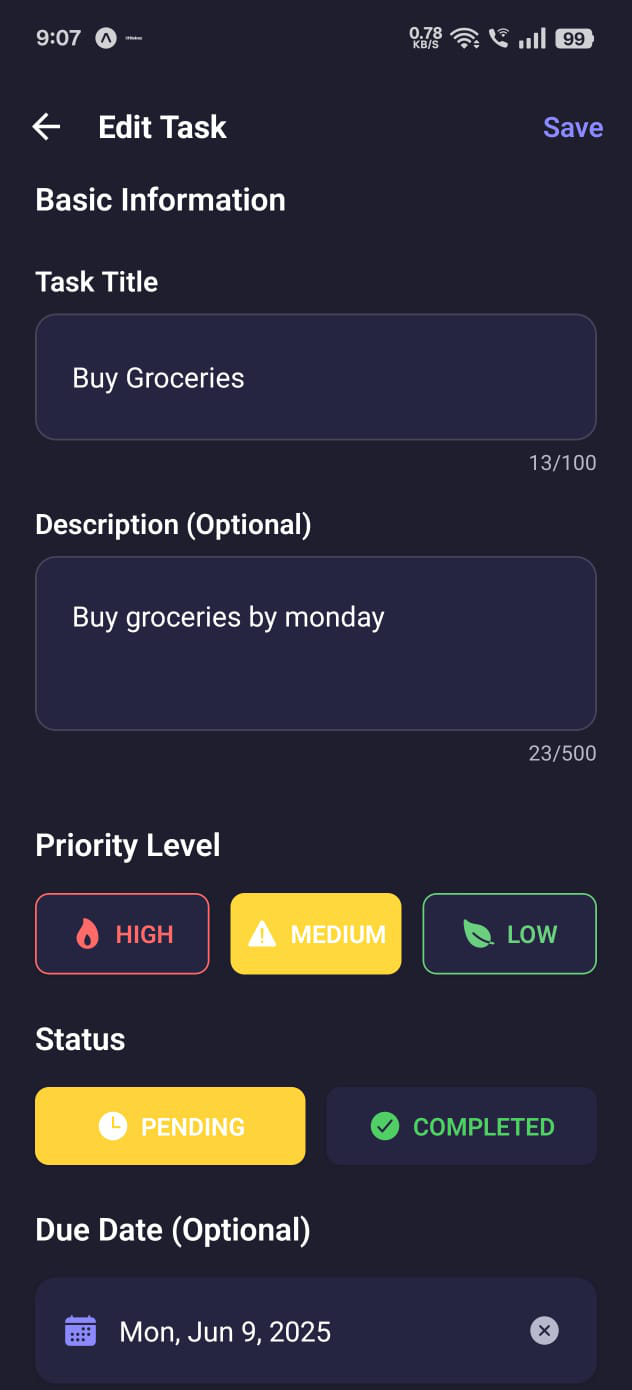 9:07 0.78 KB/S 99
Edit Task Save
Basic Information
Task Title
Buy Groceries
13/100
Description (Optional)
Buy groceries by monday
23/500
Priority Level
HIGH MEDIUM LOW
Status
PENDING COMPLETED
Due Date (Optional)
Mon, Jun 9, 2025